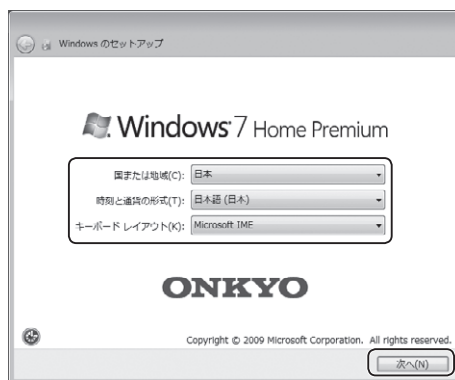 Windows のセットアップ
Windows 7 Home Premium
国または地域(C): 日本
時刻と通貨の形式(T): 日本語 (日本)
キーボード レイアウト(K): Microsoft IME
ONKYO
Copyright © 2009 Microsoft Corporation. All rights reserved.
次へ(N)